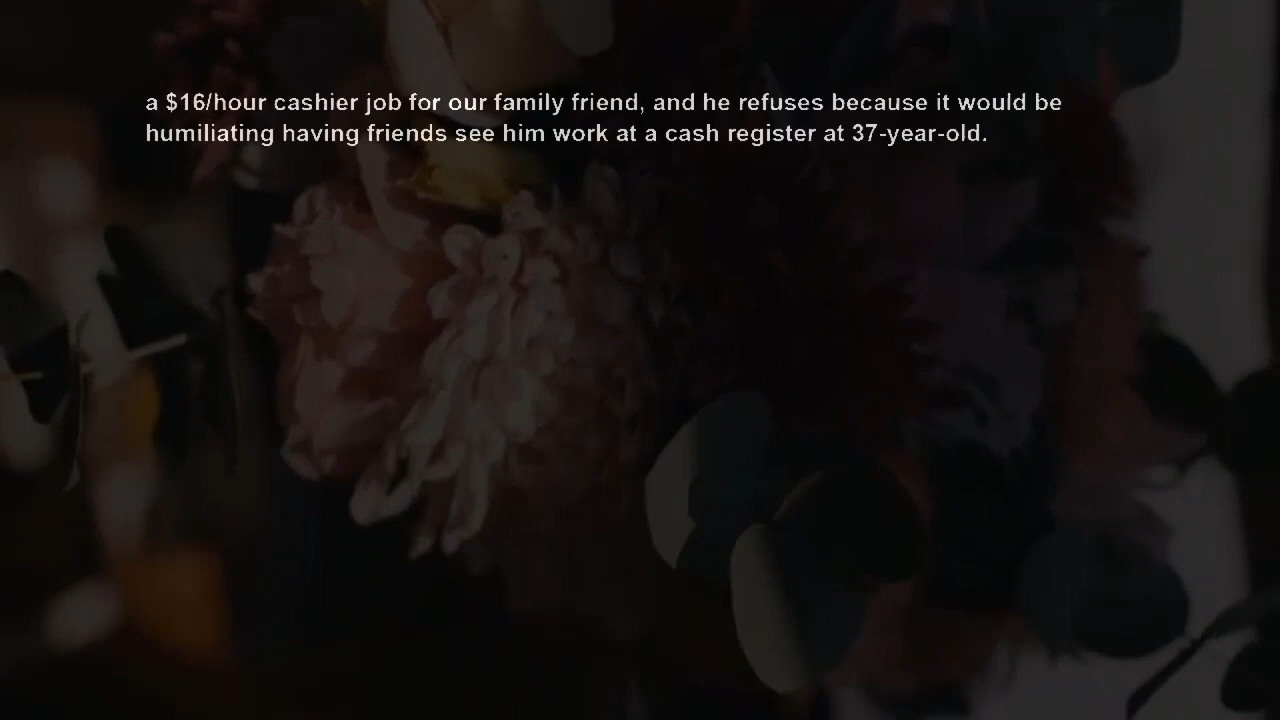 a $16/hour cashier job for our family friend, and he refuses because it would be
humiliating having friends see him work at a cash register at 37-year-old.